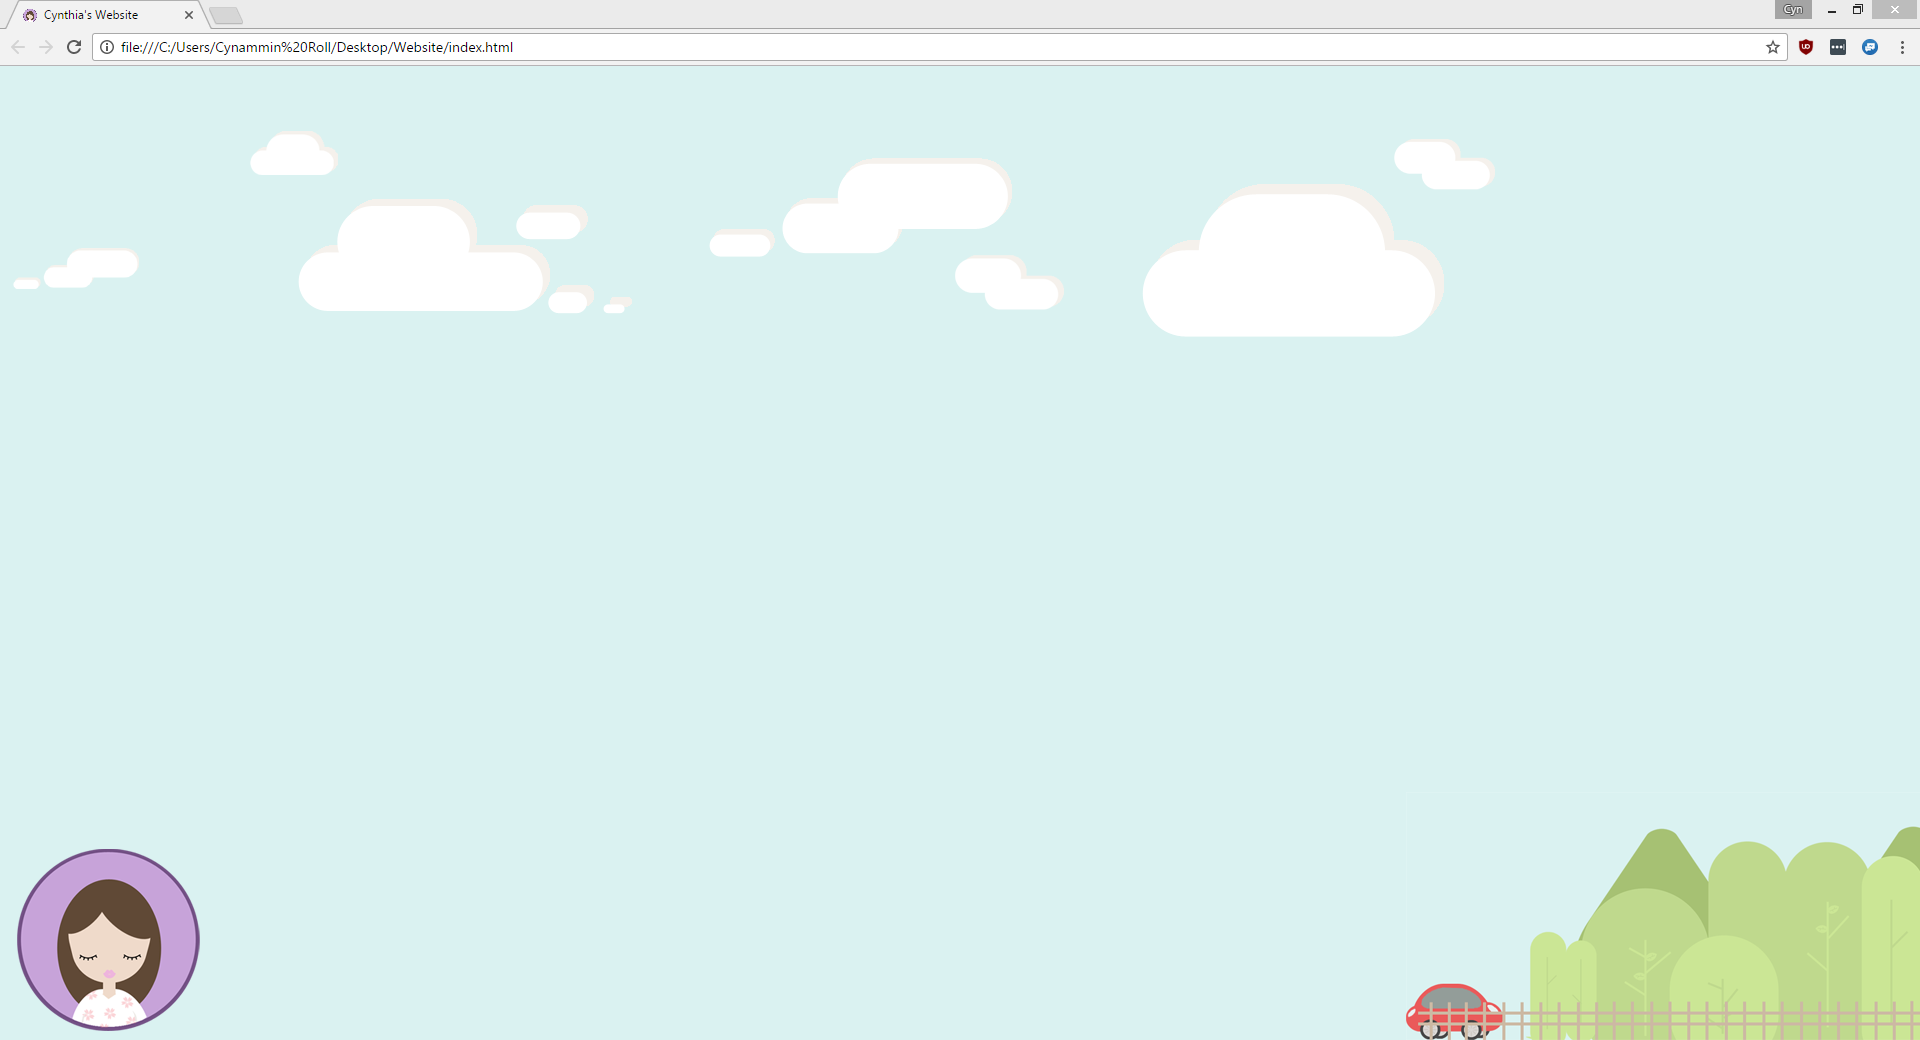 Cynthia's Website
Cyn
file:///C:/Users/Cynammin%20Roll/Desktop/Website/index.html